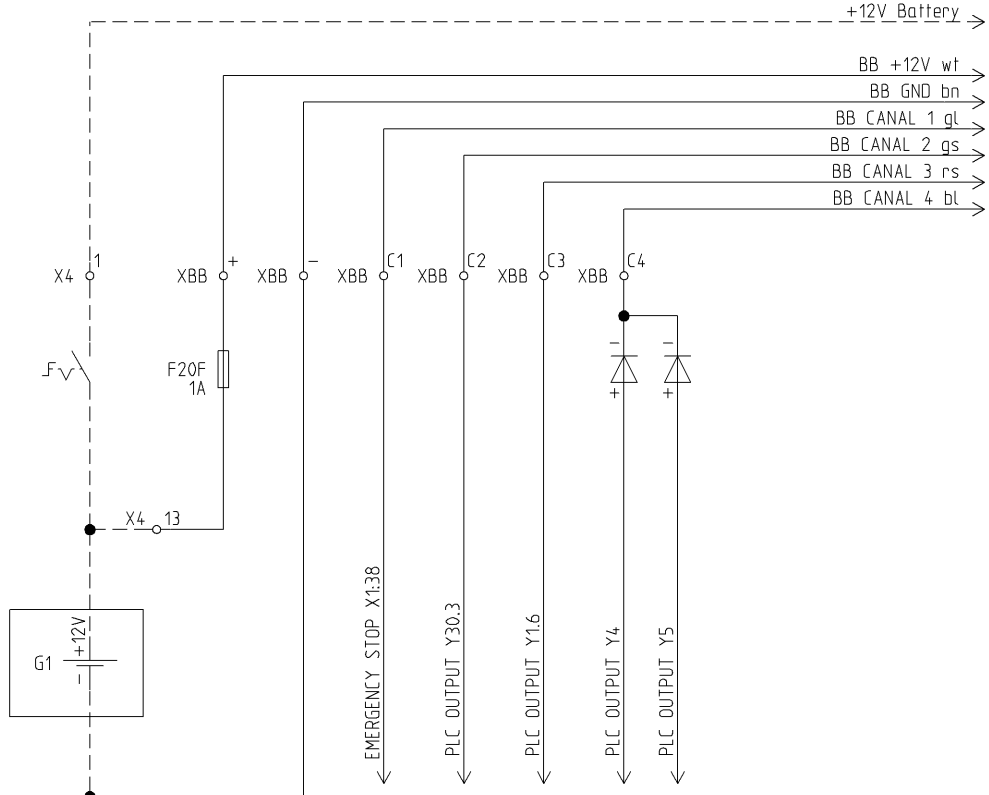 +12V Battery
BB +12V wt
BB GND bn
BB CANAL 1 gl
BB CANAL 2 gs
BB CANAL 3 rs
BB CANAL 4 bl
X4 1
XBB +
XBB -
XBB C1
XBB C2
XBB C3
XBB C4
F20F
1A
-
+
-
+
X4 13
G1
+12V
-
EMERGENCY STOP X1:38
PLC OUTPUT Y30.3
PLC OUTPUT Y1.6
PLC OUTPUT Y4
PLC OUTPUT Y5